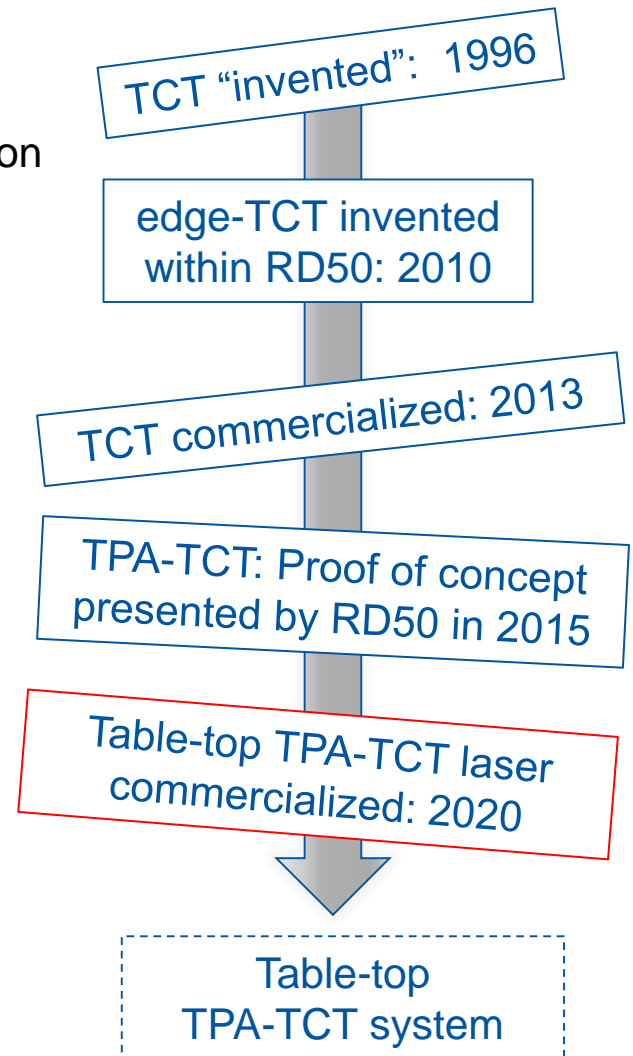 TCT “invented”: 1996
on
edge-TCT invented
within RD50: 2010
TCT commercialized: 2013
TPA-TCT: Proof of concept
presented by RD50 in 2015
Table-top TPA-TCT laser
commercialized: 2020
Table-top
TPA-TCT system